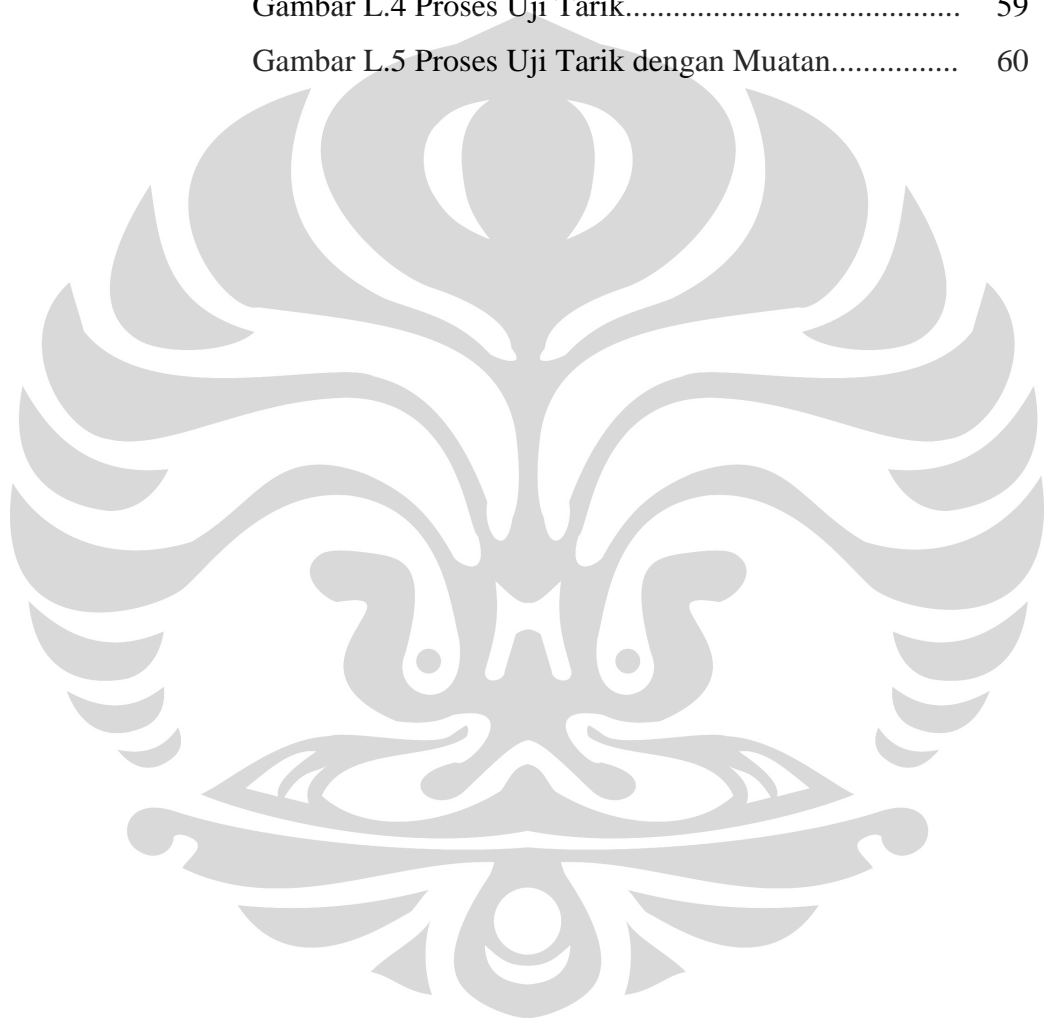 Gambar L.4 Proses Uji Tarik.......................................... 59
Gambar L.5 Proses Uji Tarik dengan Muatan................ 60